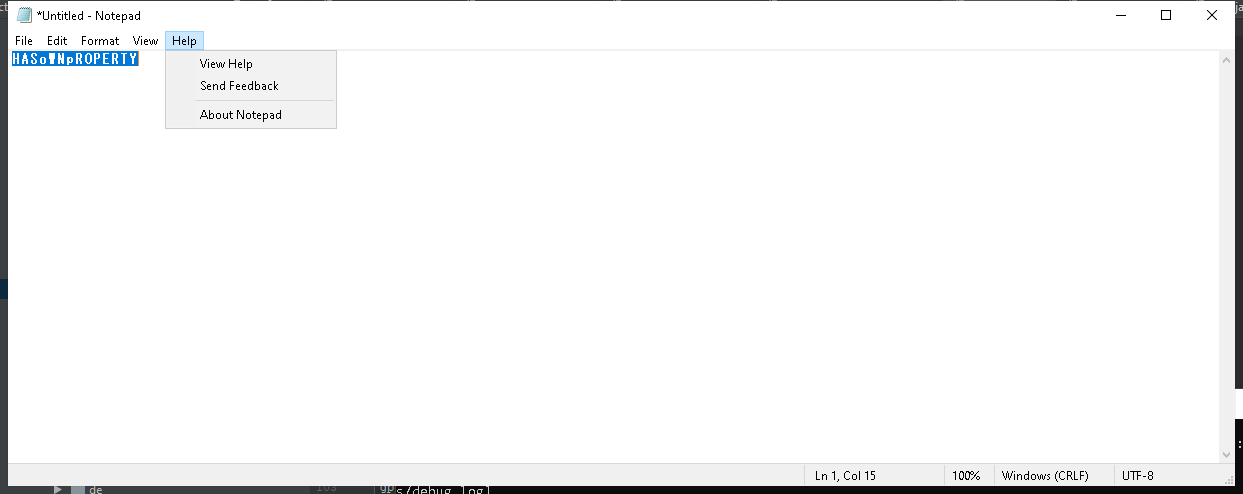 *Untitled - Notepad
File Edit Format View Help
HASoWNpROPERTY
View Help
Send Feedback
About Notepad
Ln 1, Col 15 100% Windows (CRLF) UTF-8
de
s/debug.log]